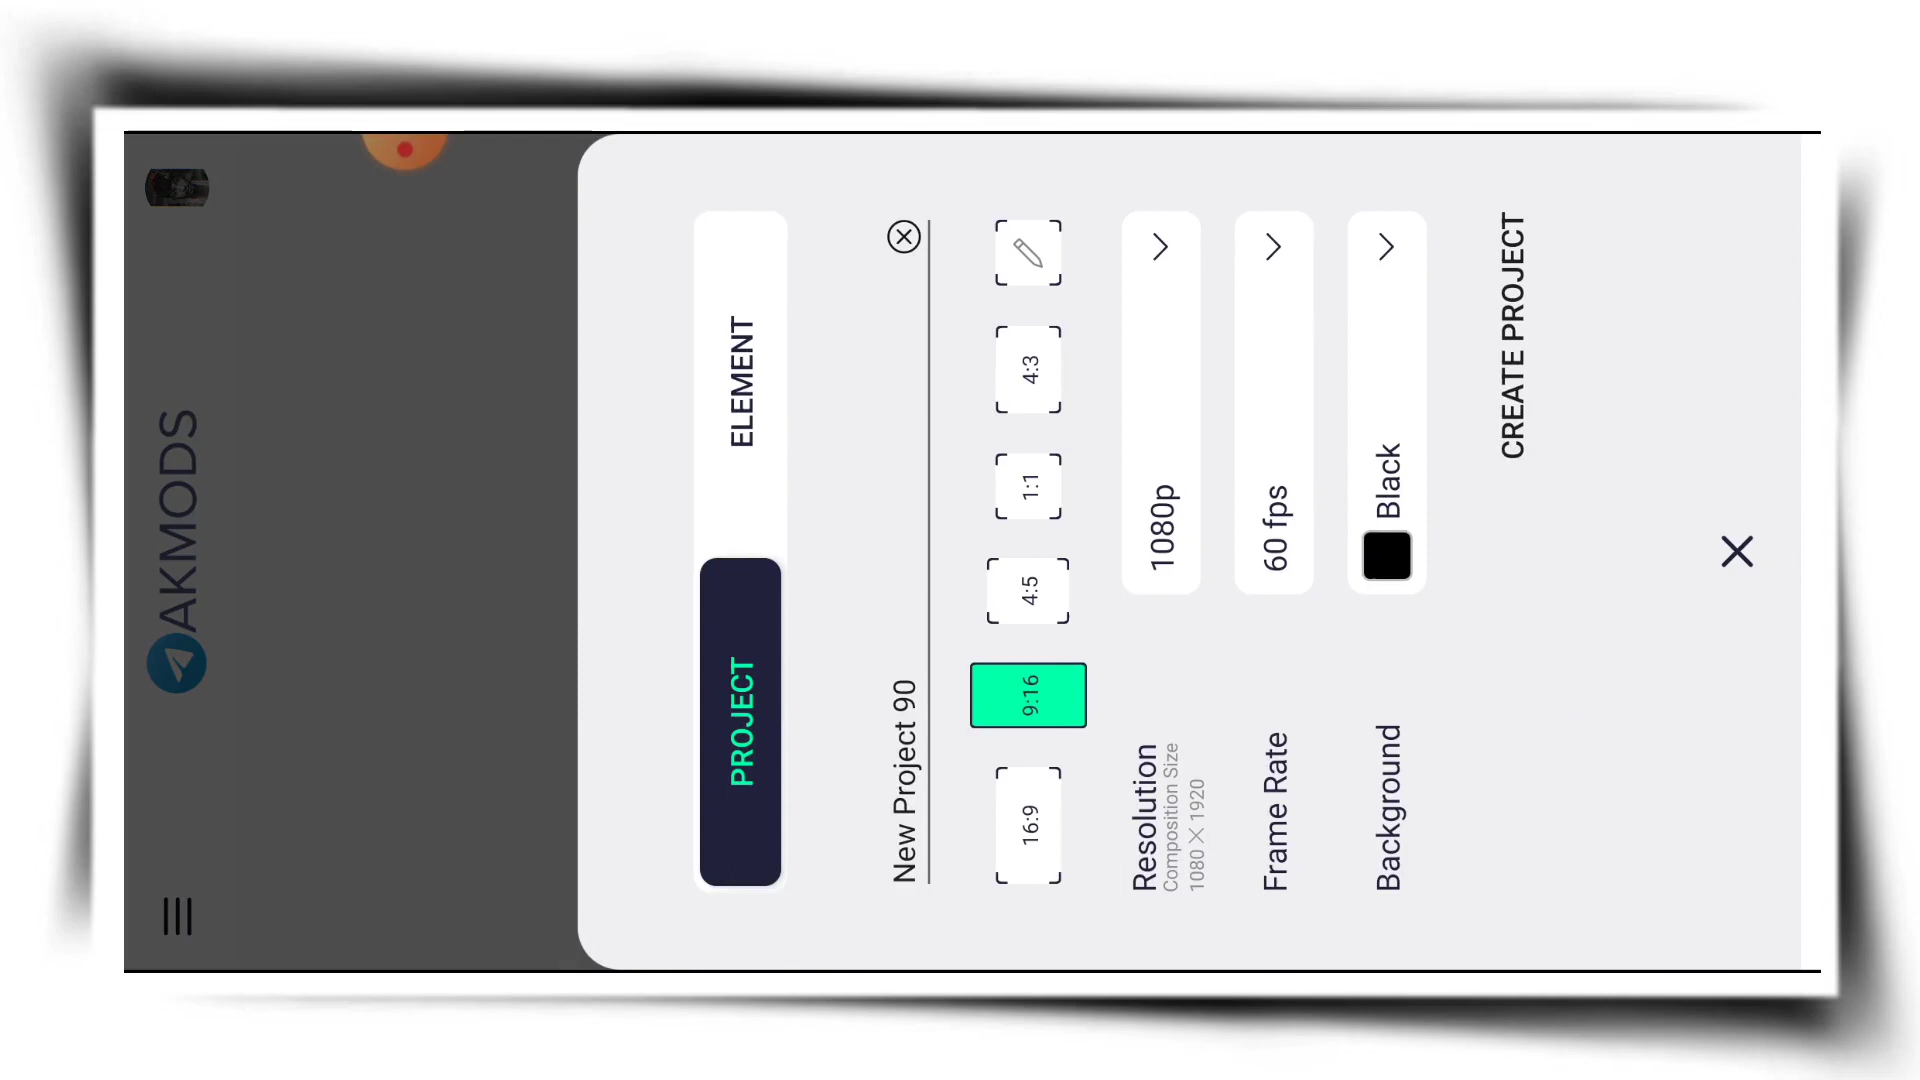 AKMODS
PROJECT ELEMENT
New Project 90
16:9 9:16 4:5 1:1 4:3
Resolution 1080p
Composition Size
1080 X 1920
Frame Rate 60 fps
Background Black
CREATE PROJECT